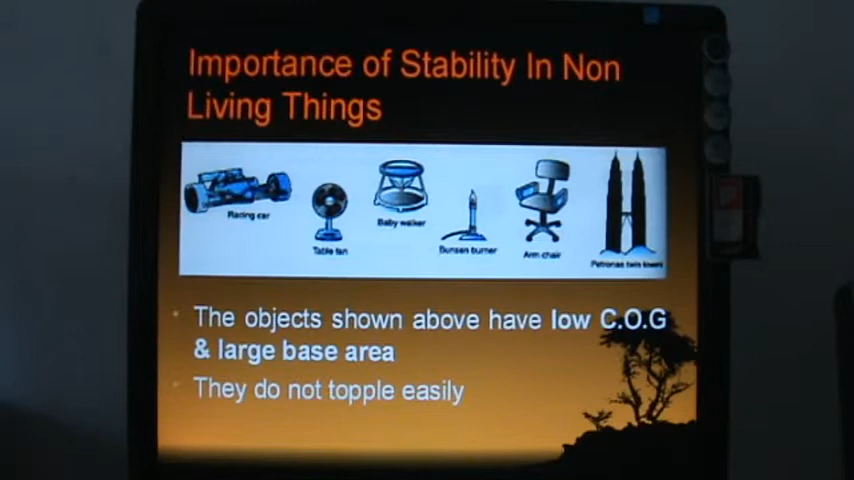 Importance of Stability In Non
Living Things
Racing car
Table fan
Baby walker
Bunsen burner
Arm chair
Petronas twin towers
The objects shown above have low C.O.G
& large base area
They do not topple easily